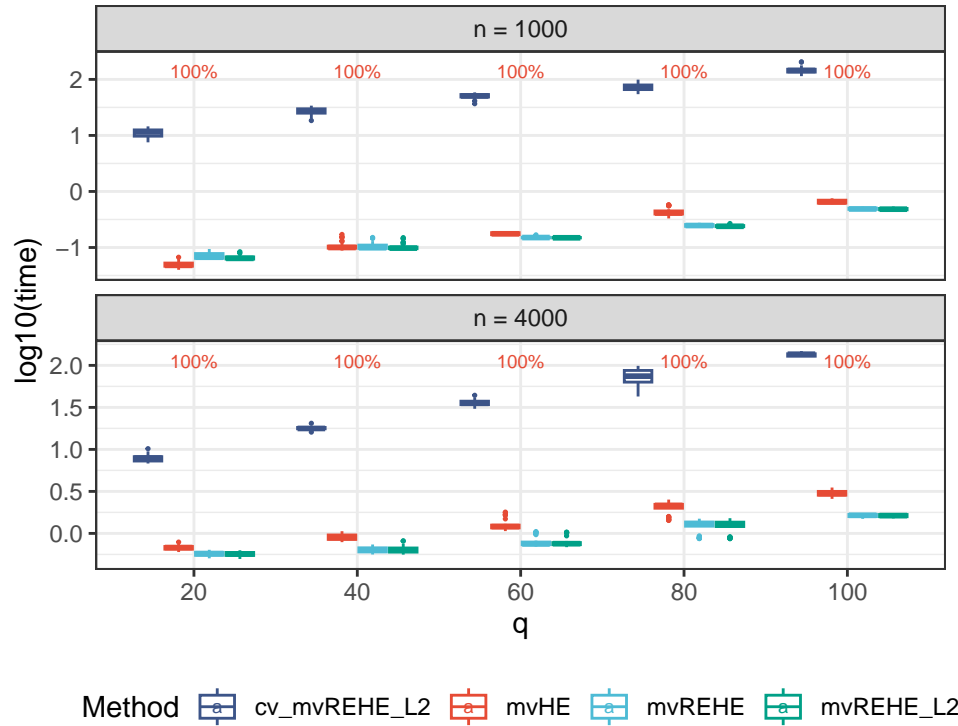 n = 1000
100% 100% 100% 100% 100%
2
1
0
−1
n = 4000
100% 100% 100% 100% 100%
2.0
1.5
1.0
0.5
0.0
log10(time)
20 40 60 80 100
q
Method a cv_mvREHE_L2 a mvHE a mvREHE a mvREHE_L2